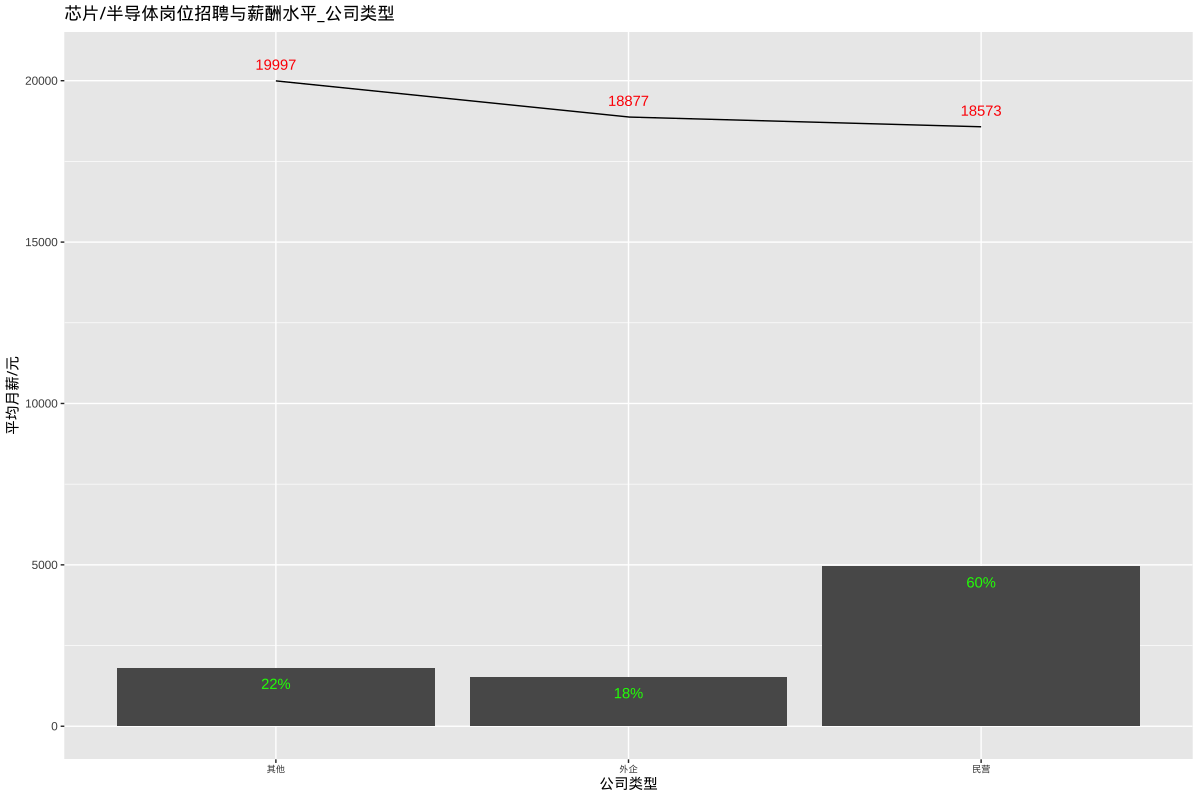 芯片/半导体岗位招聘与薪酬水平_公司类型
19997
18877
18573
20000
15000
10000
5000
0
平均月薪/元
60%
22%
18%
其他
外企
民营
公司类型